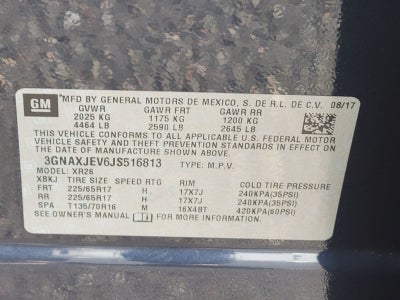 GM
MFD BY GENERAL MOTORS DE MEXICO, S. DE R.L. DE C.V. 08/17
GVWR GAWR FRT GAWR RR
2025 KG 1175 KG 1200 KG
4464 LB 2590 LB 2645 LB
THIS VEHICLE CONFORMS TO ALL APPLICABLE U.S. FEDERAL MOTOR
VEHICLE SAFETY AND THEFT PREVENTION STANDARDS IN EFFECT
ON THE DATE OF MANUFACTURE SHOWN ABOVE.
3GNAXJEV6JS516813 TYPE: M.P.V.
MODEL: XR26
X8KJ TIRE SIZE SPEED RTG RIM COLD TIRE PRESSURE
FRT 225/65R17 H 17X7J 240KPA(35PSI)
RR 225/65R17 H 17X7J 240KPA(35PSI)
SPA T135/70R16 M 16X4BT 420KPA(60PSI)
SEE OWNER'S MANUAL FOR MORE INFORMATION.